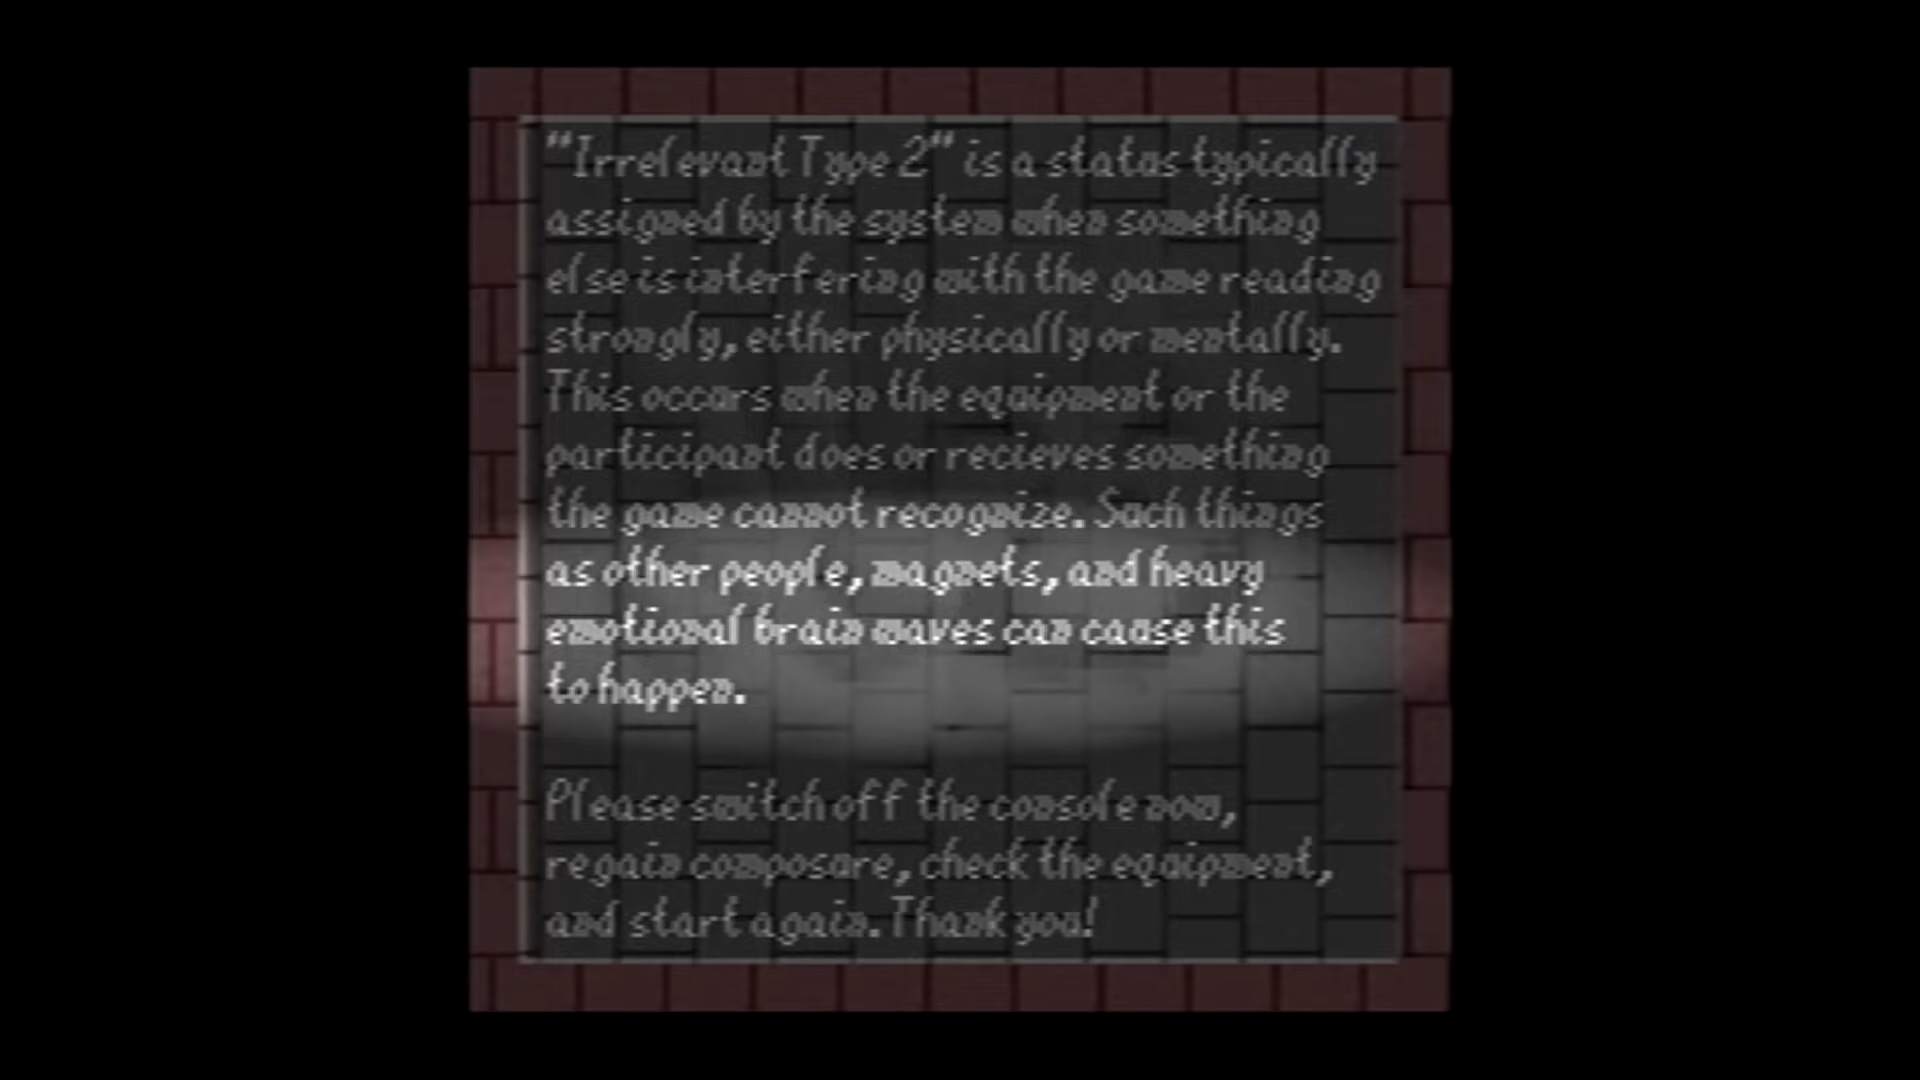 "Irrelevant Type 2" is a status typically
assigned by the system when something
else is interfering with the game reading
strongly, either physically or mentally.
This occurs when the equipment or the
participant does or recieves something
the game cannot recognize. Such things
as other people, magnets, and heavy
emotional brain waves can cause this
to happen.
Please switch off the console now,
regain composure, check the equipment,
and start again. Thank you!